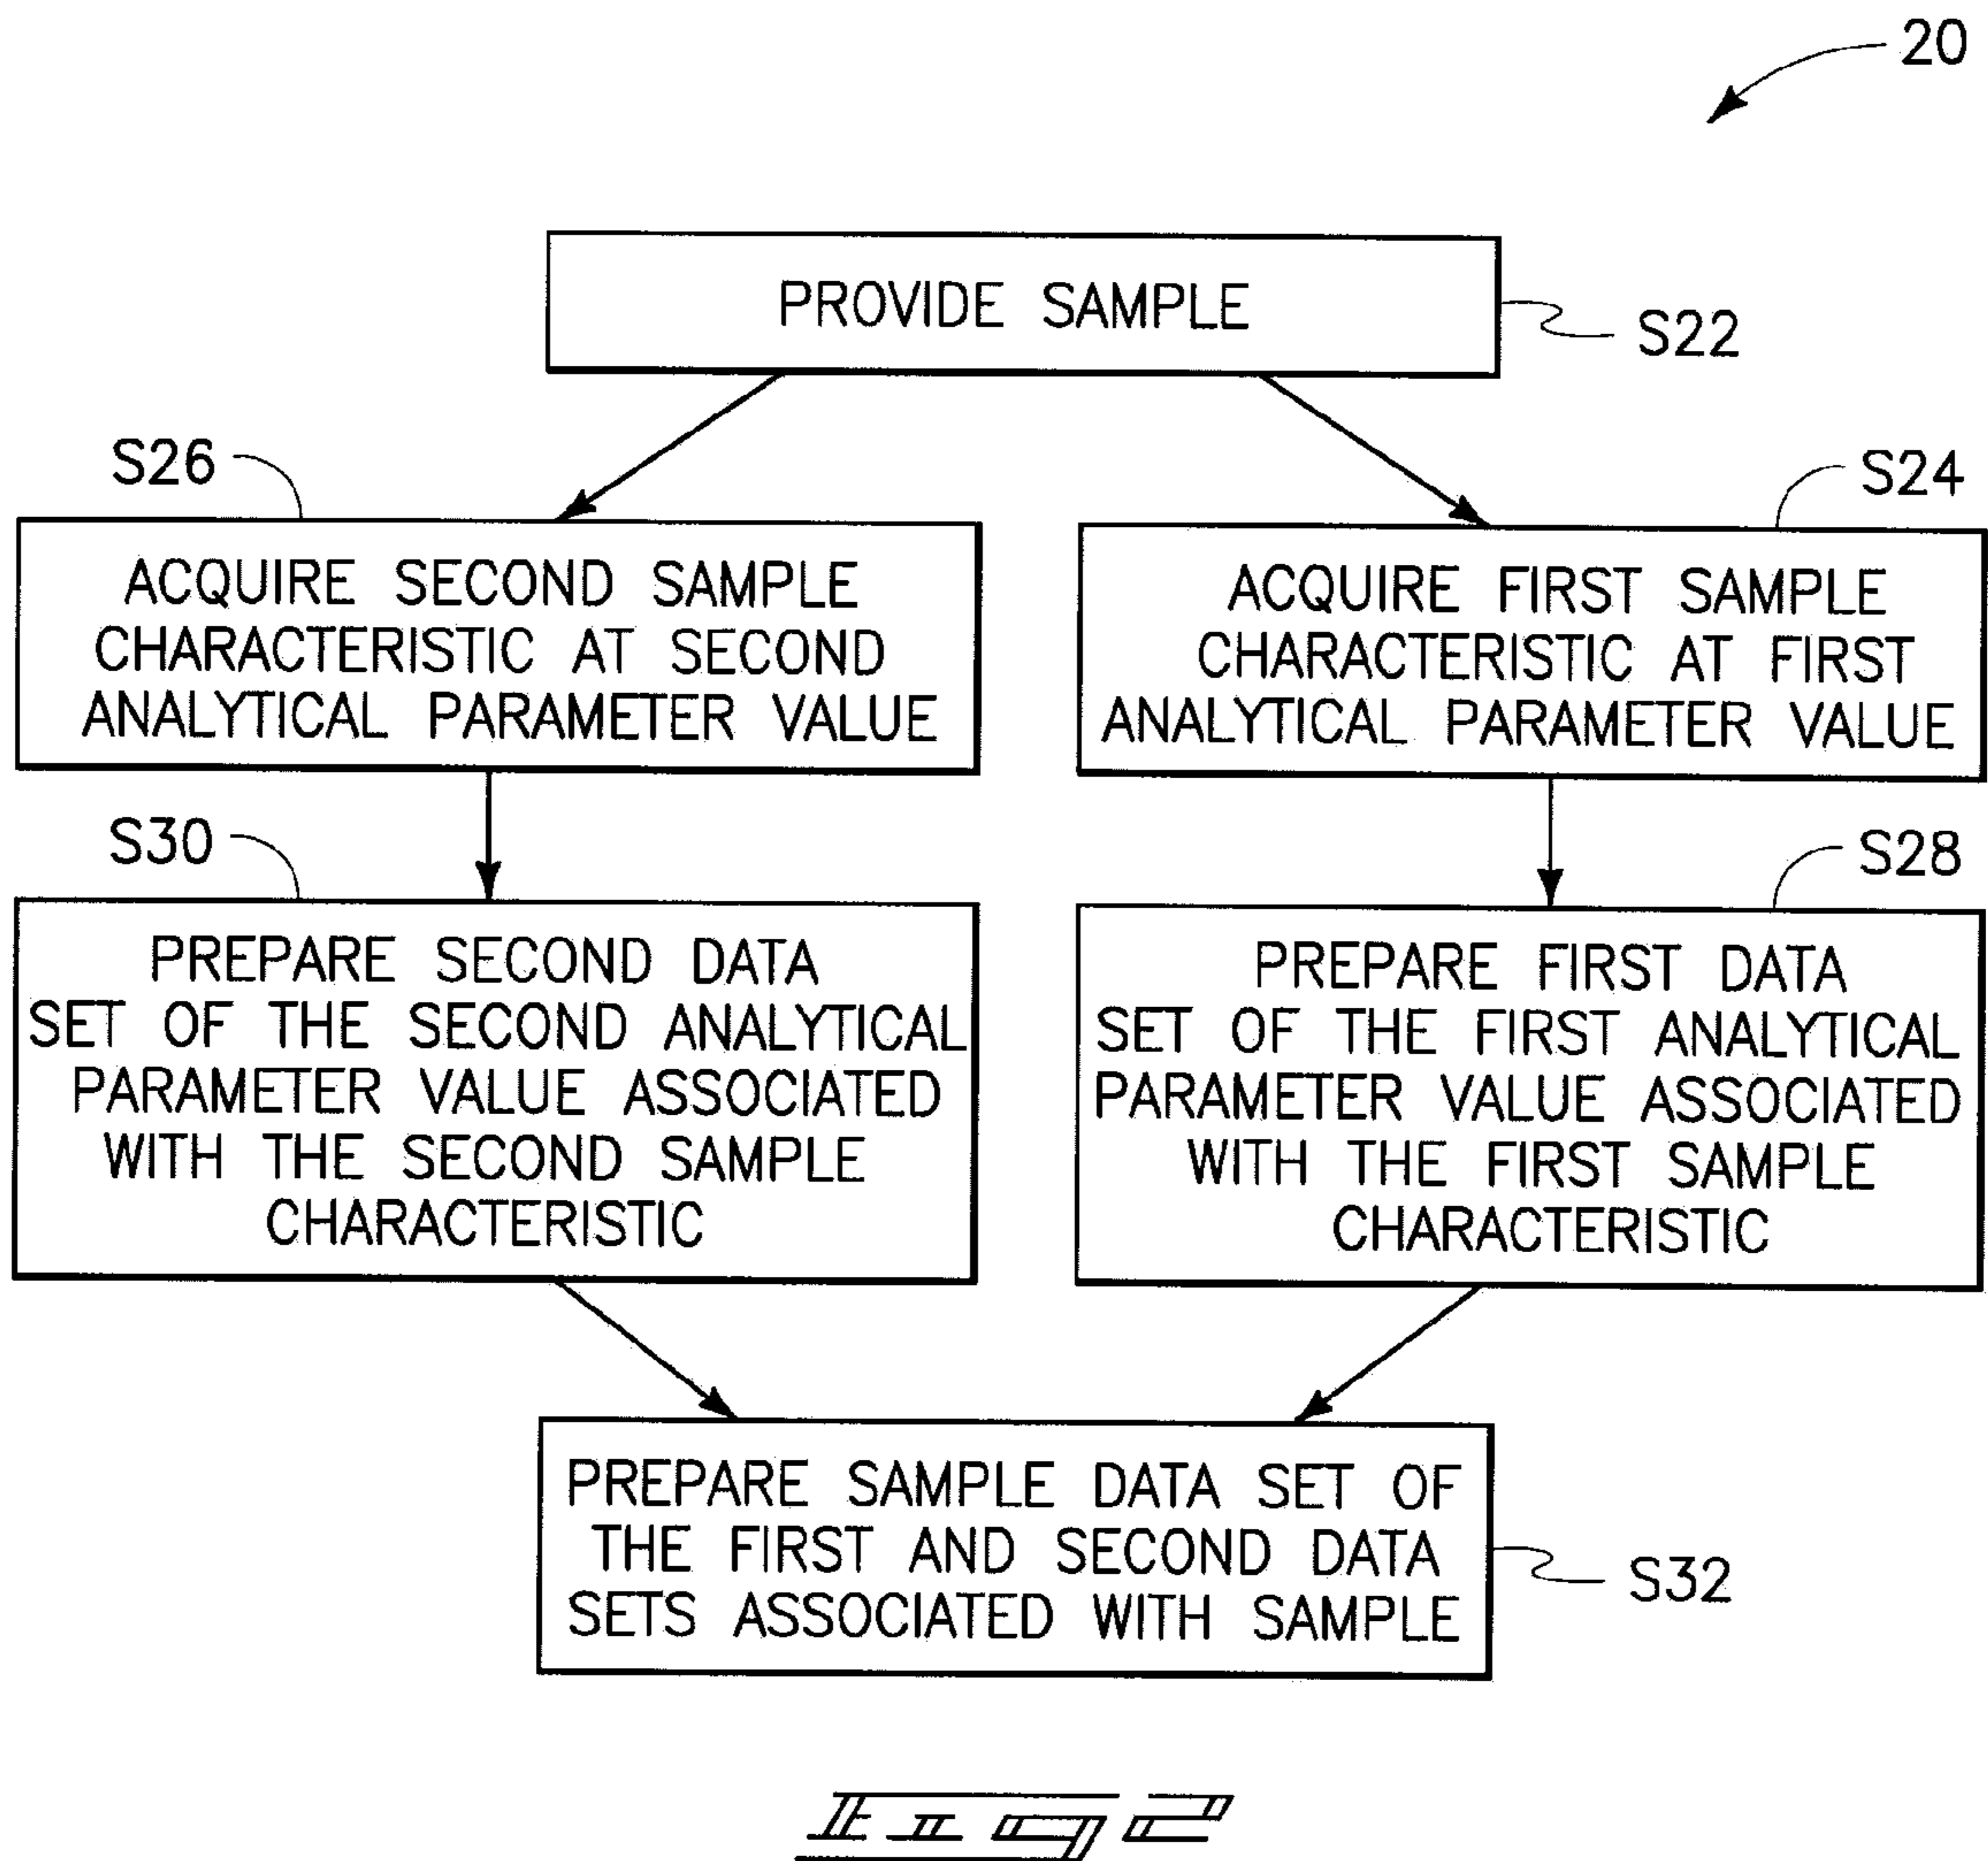 20
PROVIDE SAMPLE
S22
S26
S24
ACQUIRE SECOND SAMPLE
CHARACTERISTIC AT SECOND
ANALYTICAL PARAMETER VALUE
ACQUIRE FIRST SAMPLE
CHARACTERISTIC AT FIRST
ANALYTICAL PARAMETER VALUE
S30
S28
PREPARE SECOND DATA
SET OF THE SECOND ANALYTICAL
PARAMETER VALUE ASSOCIATED
WITH THE SECOND SAMPLE
CHARACTERISTIC
PREPARE FIRST DATA
SET OF THE FIRST ANALYTICAL
PARAMETER VALUE ASSOCIATED
WITH THE FIRST SAMPLE
CHARACTERISTIC
PREPARE SAMPLE DATA SET OF
THE FIRST AND SECOND DATA
SETS ASSOCIATED WITH SAMPLE
S32
FIG 2